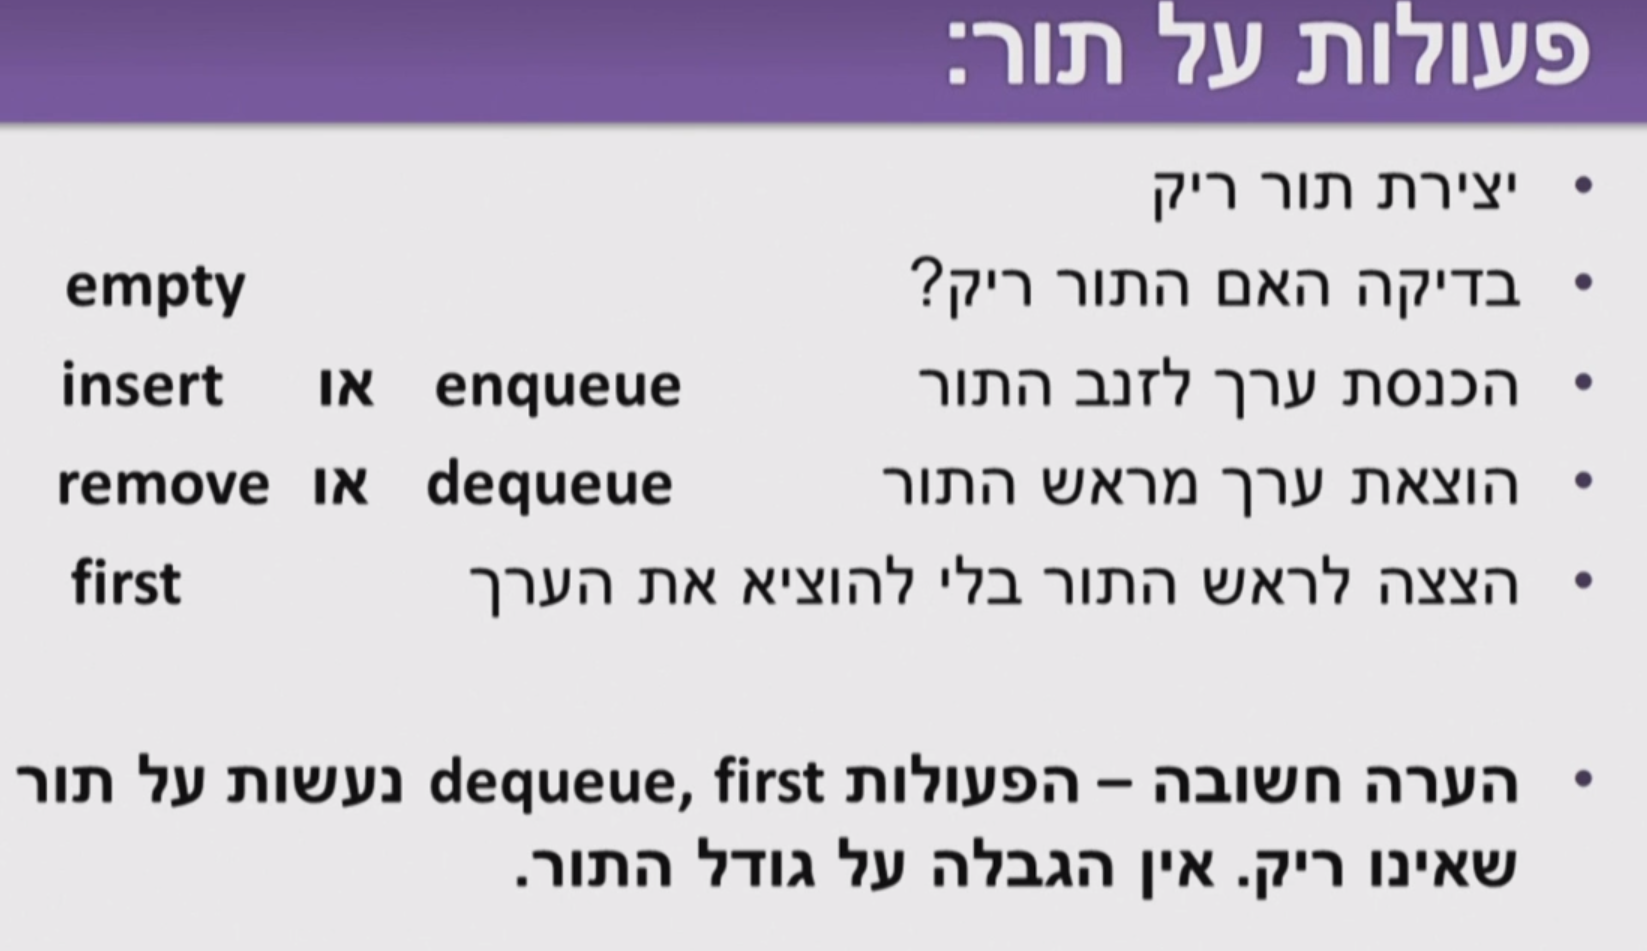 פעולות על תור:
• יצירת תור ריק
• בדיקה האם התור ריק? empty
• הכנסת ערך לזנב התור enqueue או insert
• הוצאת ערך מראש התור dequeue או remove
• הצצה לראש התור בלי להוציא את הערך first
• הערה חשובה – הפעולות dequeue, first נעשות על תור
שאינו ריק. אין הגבלה על גודל התור.